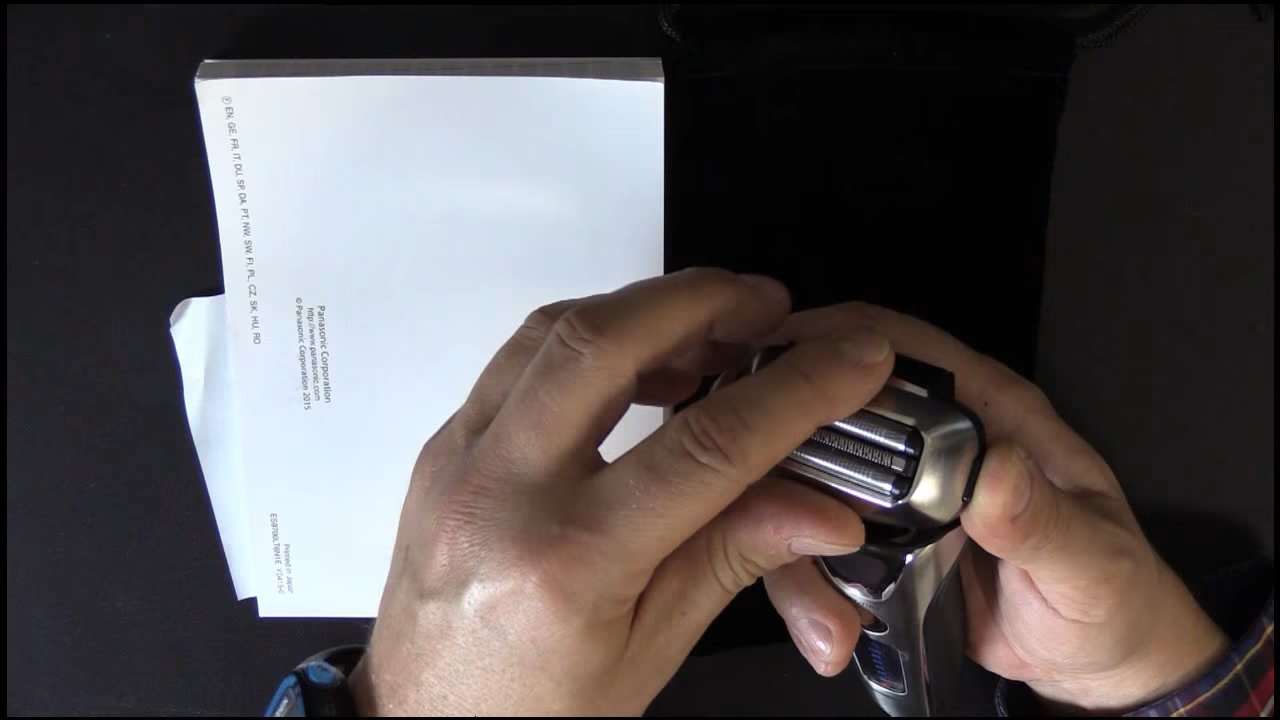 Ⓕ EN, GE, FR, IT, DU, SP, DA, PT, NW, SW, FI, PL, CZ, SK, HU, RO
Panasonic Corporation
http://www.panasonic.com
© Panasonic Corporation 2015
Printed in Japan